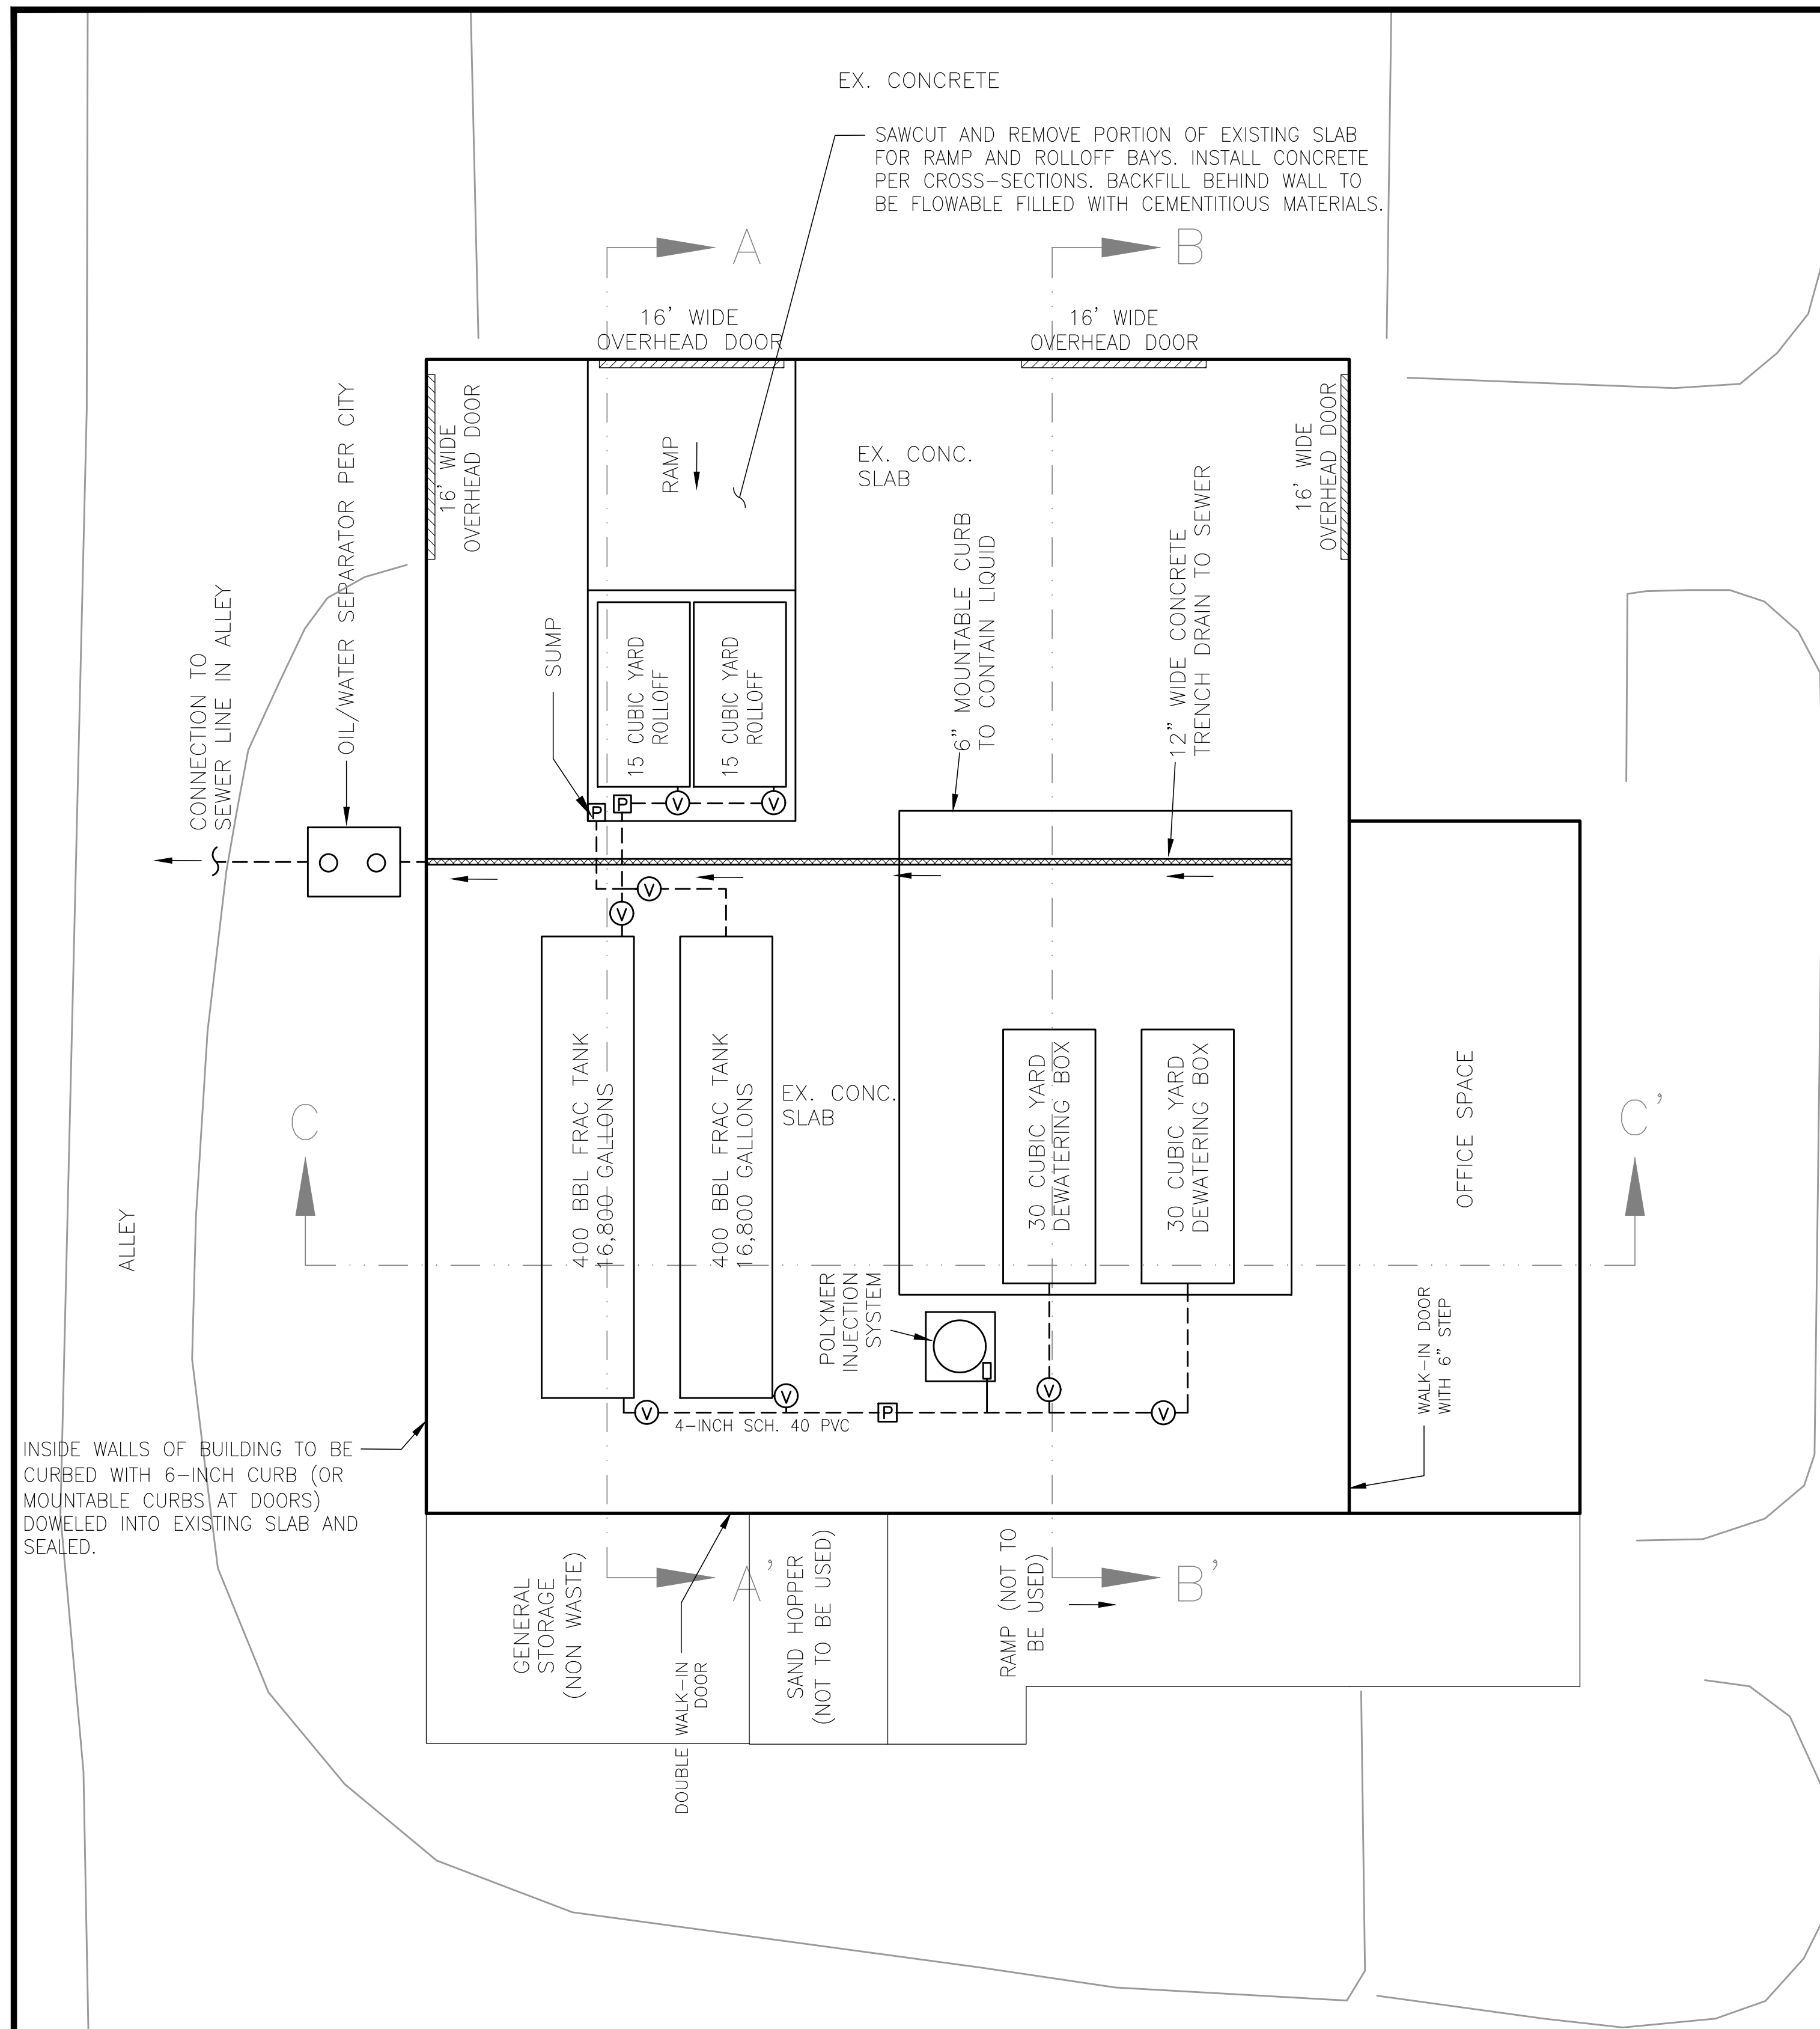 EX. CONCRETE
SAWCUT AND REMOVE PORTION OF EXISTING SLAB
FOR RAMP AND ROLLOFF BAYS. INSTALL CONCRETE
PER CROSS-SECTIONS. BACKFILL BEHIND WALL TO
BE FLOWABLE FILLED WITH CEMENTITIOUS MATERIALS.
A
B
16' WIDE
OVERHEAD DOOR
16' WIDE
OVERHEAD DOOR
16' WIDE
OVERHEAD DOOR
16' WIDE
OVERHEAD DOOR
RAMP
EX. CONC.
SLAB
CONNECTION TO
SEWER LINE IN ALLEY
OIL/WATER SEPARATOR PER CITY
SUMP
15 CUBIC YARD
ROLLOFF
15 CUBIC YARD
ROLLOFF
6" MOUNTABLE CURB
TO CONTAIN LIQUID
12" WIDE CONCRETE
TRENCH DRAIN TO SEWER
P
P
V
V
V
V
400 BBL FRAC TANK
16,800 GALLONS
400 BBL FRAC TANK
16,800 GALLONS
EX. CONC.
SLAB
30 CUBIC YARD
DEWATERING BOX
30 CUBIC YARD
DEWATERING BOX
OFFICE SPACE
C
C'
ALLEY
POLYMER
INJECTION
SYSTEM
WALK-IN DOOR
WITH 6" STEP
V
V
P
V
V
4-INCH SCH. 40 PVC
INSIDE WALLS OF BUILDING TO BE
CURBED WITH 6-INCH CURB (OR
MOUNTABLE CURBS AT DOORS)
DOWELED INTO EXISTING SLAB AND
SEALED.
A'
B'
GENERAL
STORAGE
(NON WASTE)
DOUBLE WALK-IN
DOOR
SAND HOPPER
(NOT TO BE USED)
RAMP (NOT TO
BE USED)